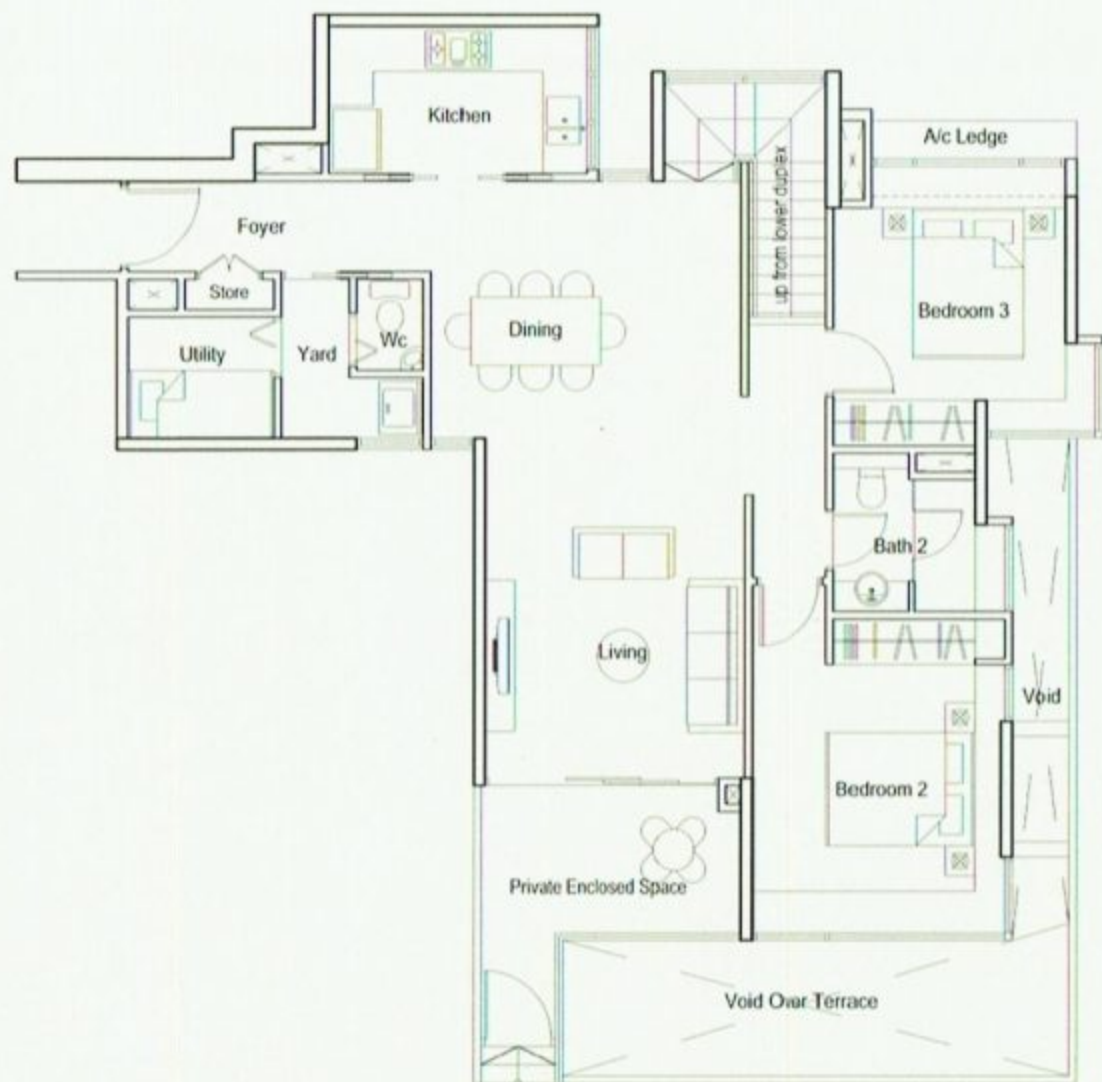 Kitchen
A/c Ledge
up from lower duplex
Foyer
Store
Bedroom 3
Dining
Wc
Utility
Yard
Bath 2
Living
Void
Bedroom 2
Private Enclosed Space
Void Over Terrace